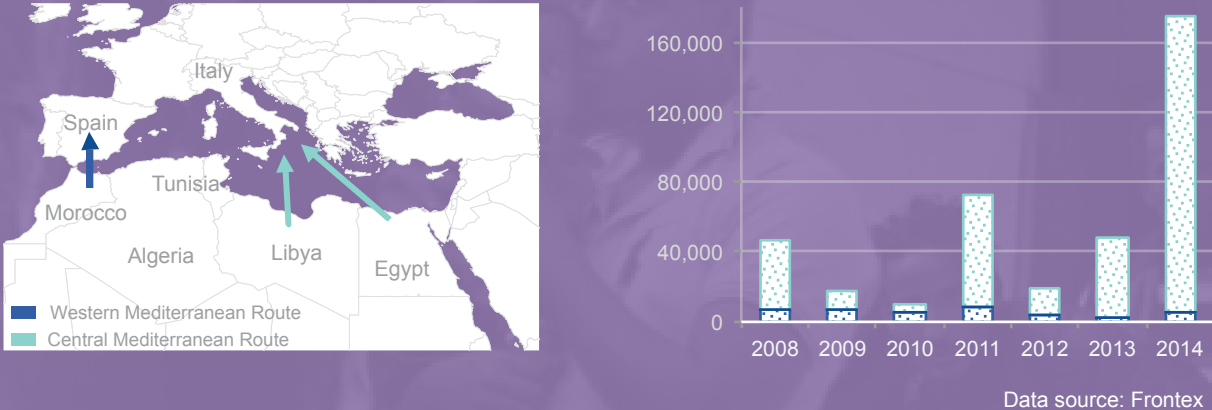 Italy
Spain
Tunisia
Morocco
Algeria
Libya
Egypt
Western Mediterranean Route
Central Mediterranean Route
160,000
120,000
80,000
40,000
0
2008 2009 2010 2011 2012 2013 2014
Data source: Frontex